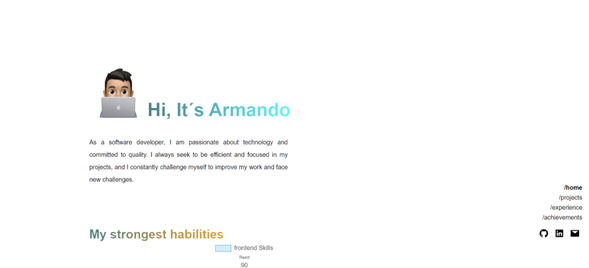 Hi, It´s Armando
As a software developer, I am passionate about technology and
committed to quality. I always seek to be efficient and focused in my
projects, and I constantly challenge myself to improve my work and face
new challenges.
/home
/projects
/experience
/achievements
My strongest habilities
frontend Skills
React
90